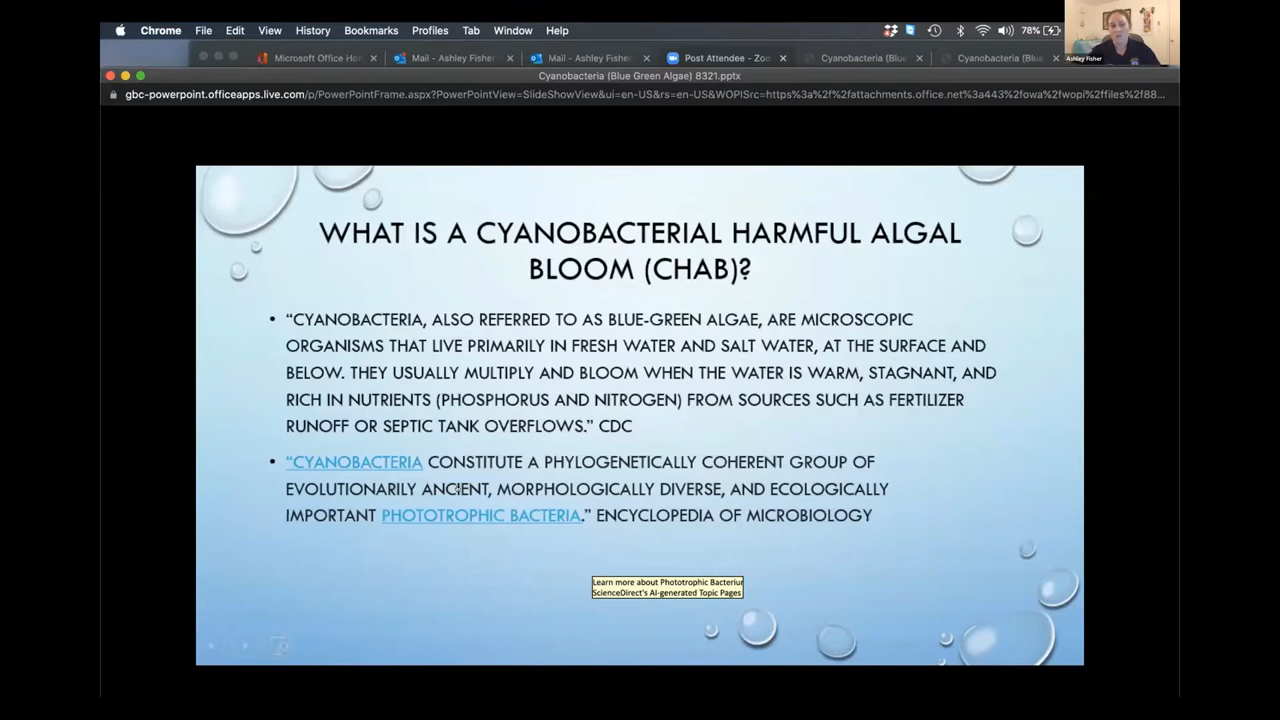 Chrome File Edit View History Bookmarks Profiles Tab Window Help 78%
Microsoft Office Ho Mail - Ashley Fisher Mail - Ashley Fisher Post Attendee - Zoo Cyanobacteria (Blue Cyanobacteria (Blue
Ashley Fisher
Cyanobacteria (Blue Green Algae) 8321.pptx
gbc-powerpoint.officeapps.live.com/p/PowerPointFrame.aspx?PowerPointView=SlideShowView&ui=en-US&rs=en-US&WOPISrc=https%3a%2f%2fattachments.office.net%3a443%2fowa%2fwopi%2ffiles%2f88...
WHAT IS A CYANOBACTERIAL HARMFUL ALGAL
BLOOM (CHAB)?
• “CYANOBACTERIA, ALSO REFERRED TO AS BLUE-GREEN ALGAE, ARE MICROSCOPIC
ORGANISMS THAT LIVE PRIMARILY IN FRESH WATER AND SALT WATER, AT THE SURFACE AND
BELOW. THEY USUALLY MULTIPLY AND BLOOM WHEN THE WATER IS WARM, STAGNANT, AND
RICH IN NUTRIENTS (PHOSPHORUS AND NITROGEN) FROM SOURCES SUCH AS FERTILIZER
RUNOFF OR SEPTIC TANK OVERFLOWS.” CDC
• “CYANOBACTERIA CONSTITUTE A PHYLOGENETICALLY COHERENT GROUP OF
EVOLUTIONARILY ANCIENT, MORPHOLOGICALLY DIVERSE, AND ECOLOGICALLY
IMPORTANT PHOTOTROPHIC BACTERIA.” ENCYCLOPEDIA OF MICROBIOLOGY
Learn more about Phototrophic Bacteriur
ScienceDirect's AI-generated Topic Pages